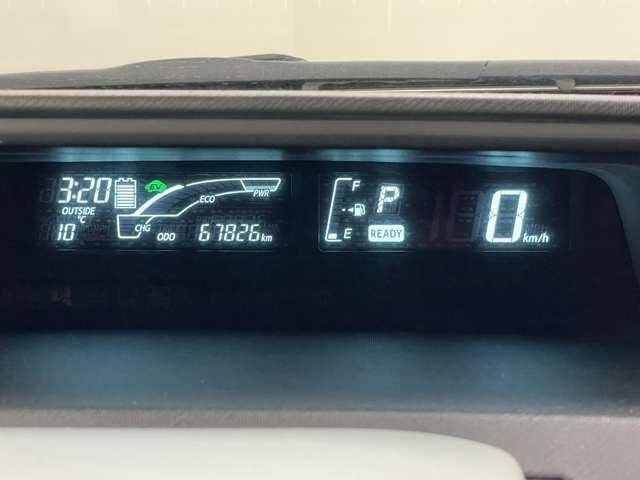 3:20
EV
ECO
PWR
OUTSIDE
°C
10
CHG
ODO
67826 km
F
E
P
READY
0 km/h